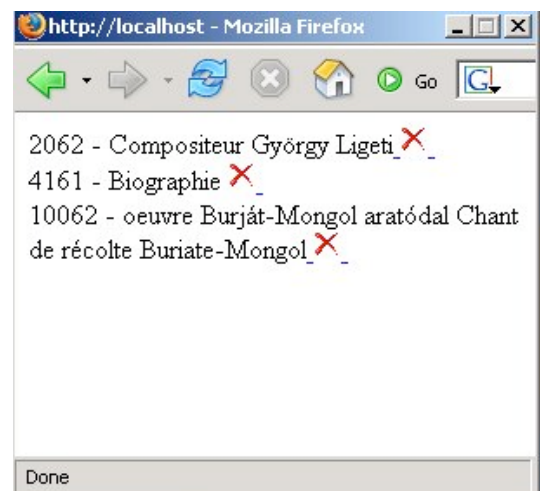 http://localhost - Mozilla Firefox
Go
2062 - Compositeur György Ligeti
4161 - Biographie
10062 - oeuvre Burját-Mongol aratódal Chant
de récolte Buriate-Mongol
Done